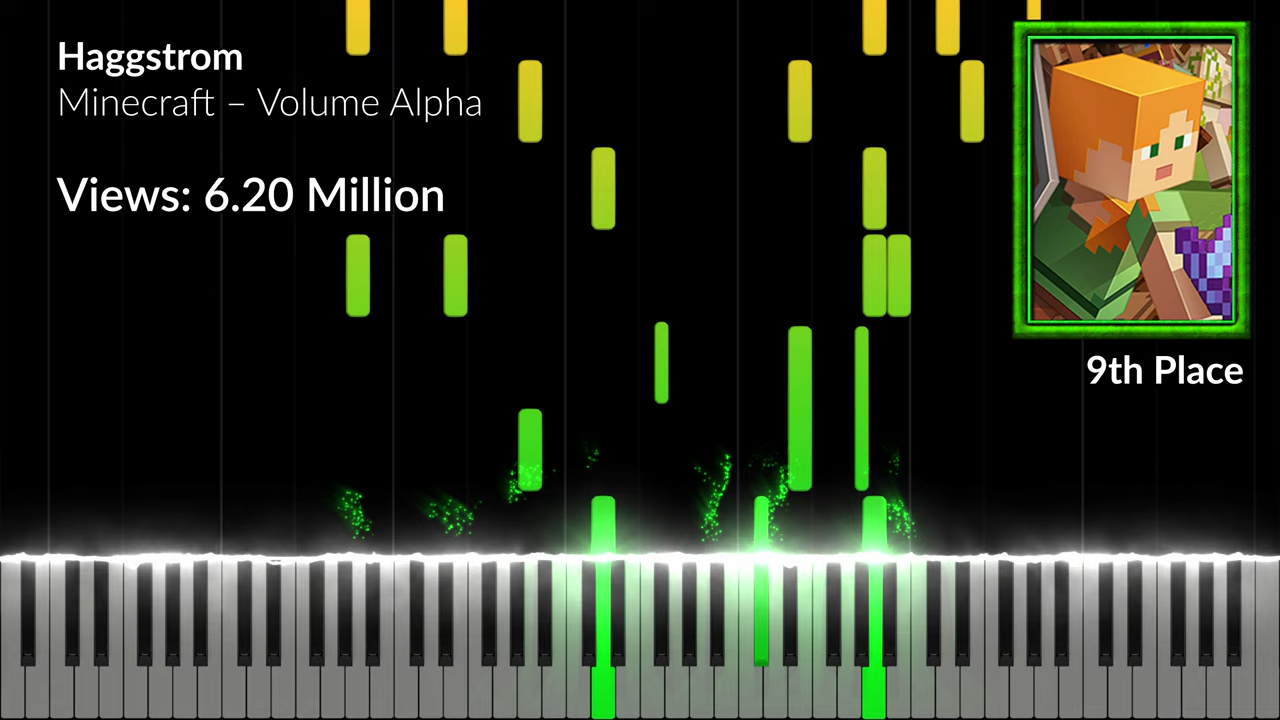 Haggstrom
Minecraft – Volume Alpha
Views: 6.20 Million
9th Place